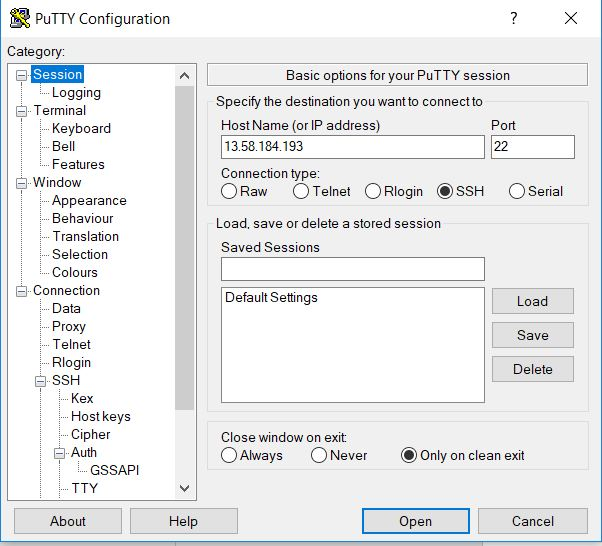 PuTTY Configuration
? ×
Category:
Session
Logging
Terminal
Keyboard
Bell
Features
Window
Appearance
Behaviour
Translation
Selection
Colours
Connection
Data
Proxy
Telnet
Rlogin
SSH
Kex
Host keys
Cipher
Auth
GSSAPI
TTY
Basic options for your PuTTY session
Specify the destination you want to connect to
Host Name (or IP address) Port
13.58.184.193 22
Connection type:
Raw Telnet Rlogin SSH Serial
Load, save or delete a stored session
Saved Sessions
Default Settings
Load
Save
Delete
Close window on exit:
Always Never Only on clean exit
About Help Open Cancel